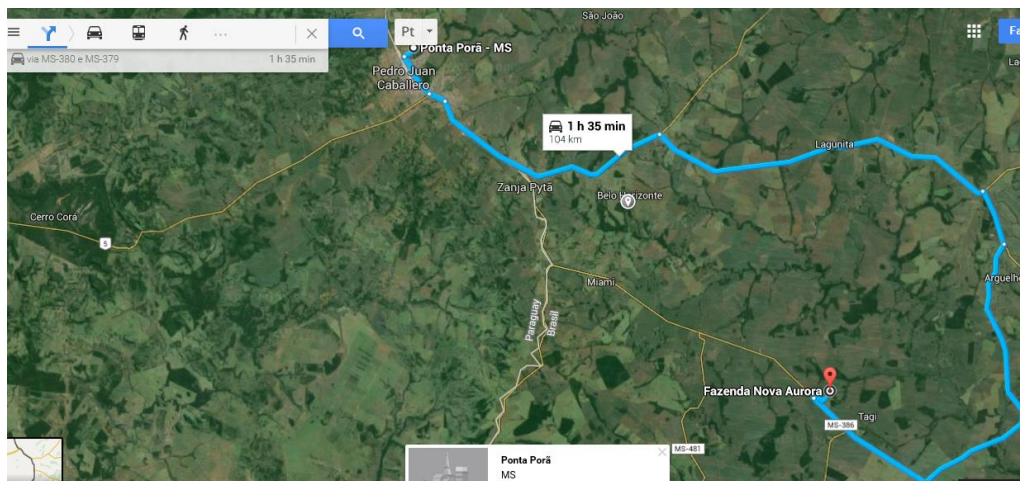 São João
Pt
Fa
Ponta Porã - MS
via MS-380 e MS-379
1 h 35 min
Pedro Juan
Caballero
1 h 35 min
104 km
Lagunita
Zanja Pytã
Belo Horizonte
Cerro Corá
5
Miami
Arguelho
Paraguay
Brasil
Fazenda Nova Aurora
Tagi
MS-386
MS-481
Ponta Porã
MS